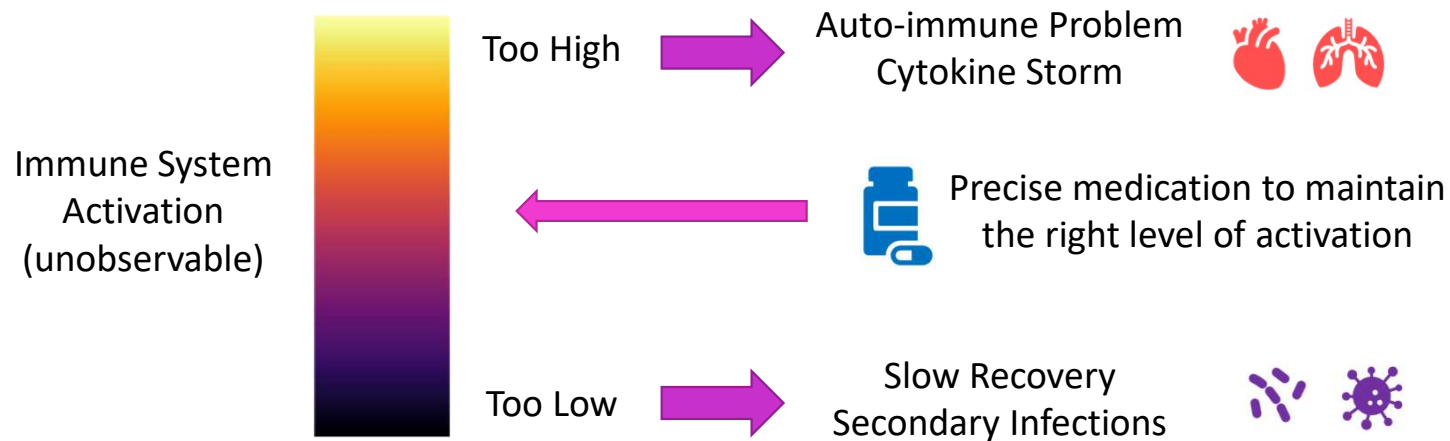 Immune System
Activation
(unobservable)
Too High
Auto-immune Problem
Cytokine Storm
Precise medication to maintain
the right level of activation
Too Low
Slow Recovery
Secondary Infections